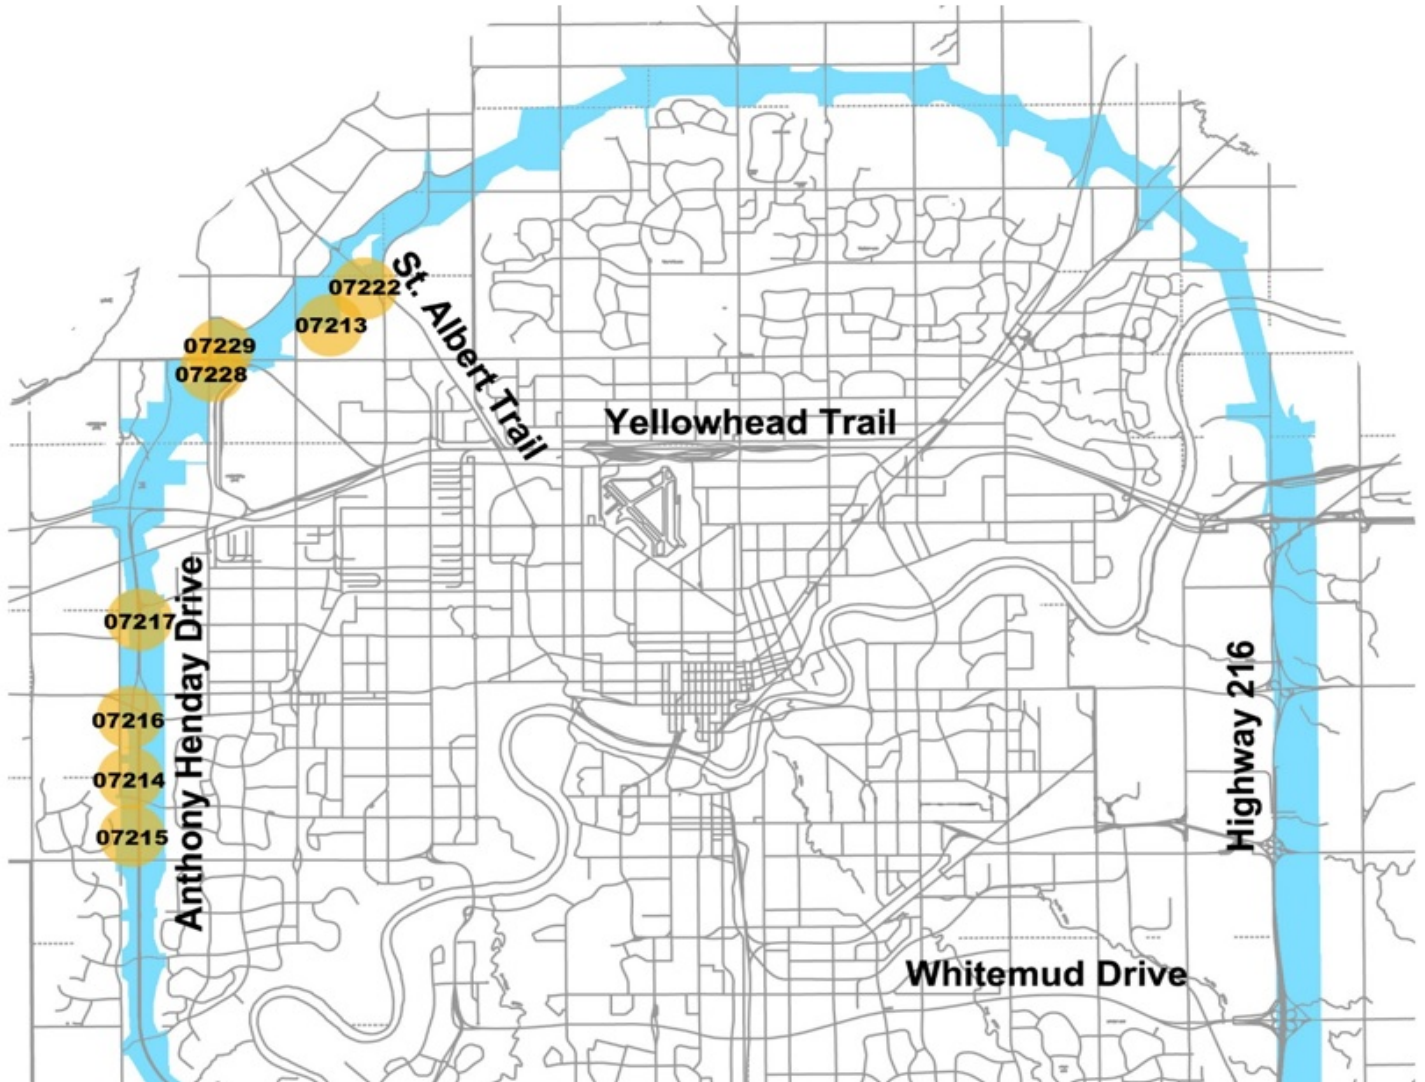 07222
St. Albert Trail
07213
07229
07228
Yellowhead Trail
07217
Anthony Henday Drive
Highway 216
07216
07214
07215
Whitemud Drive